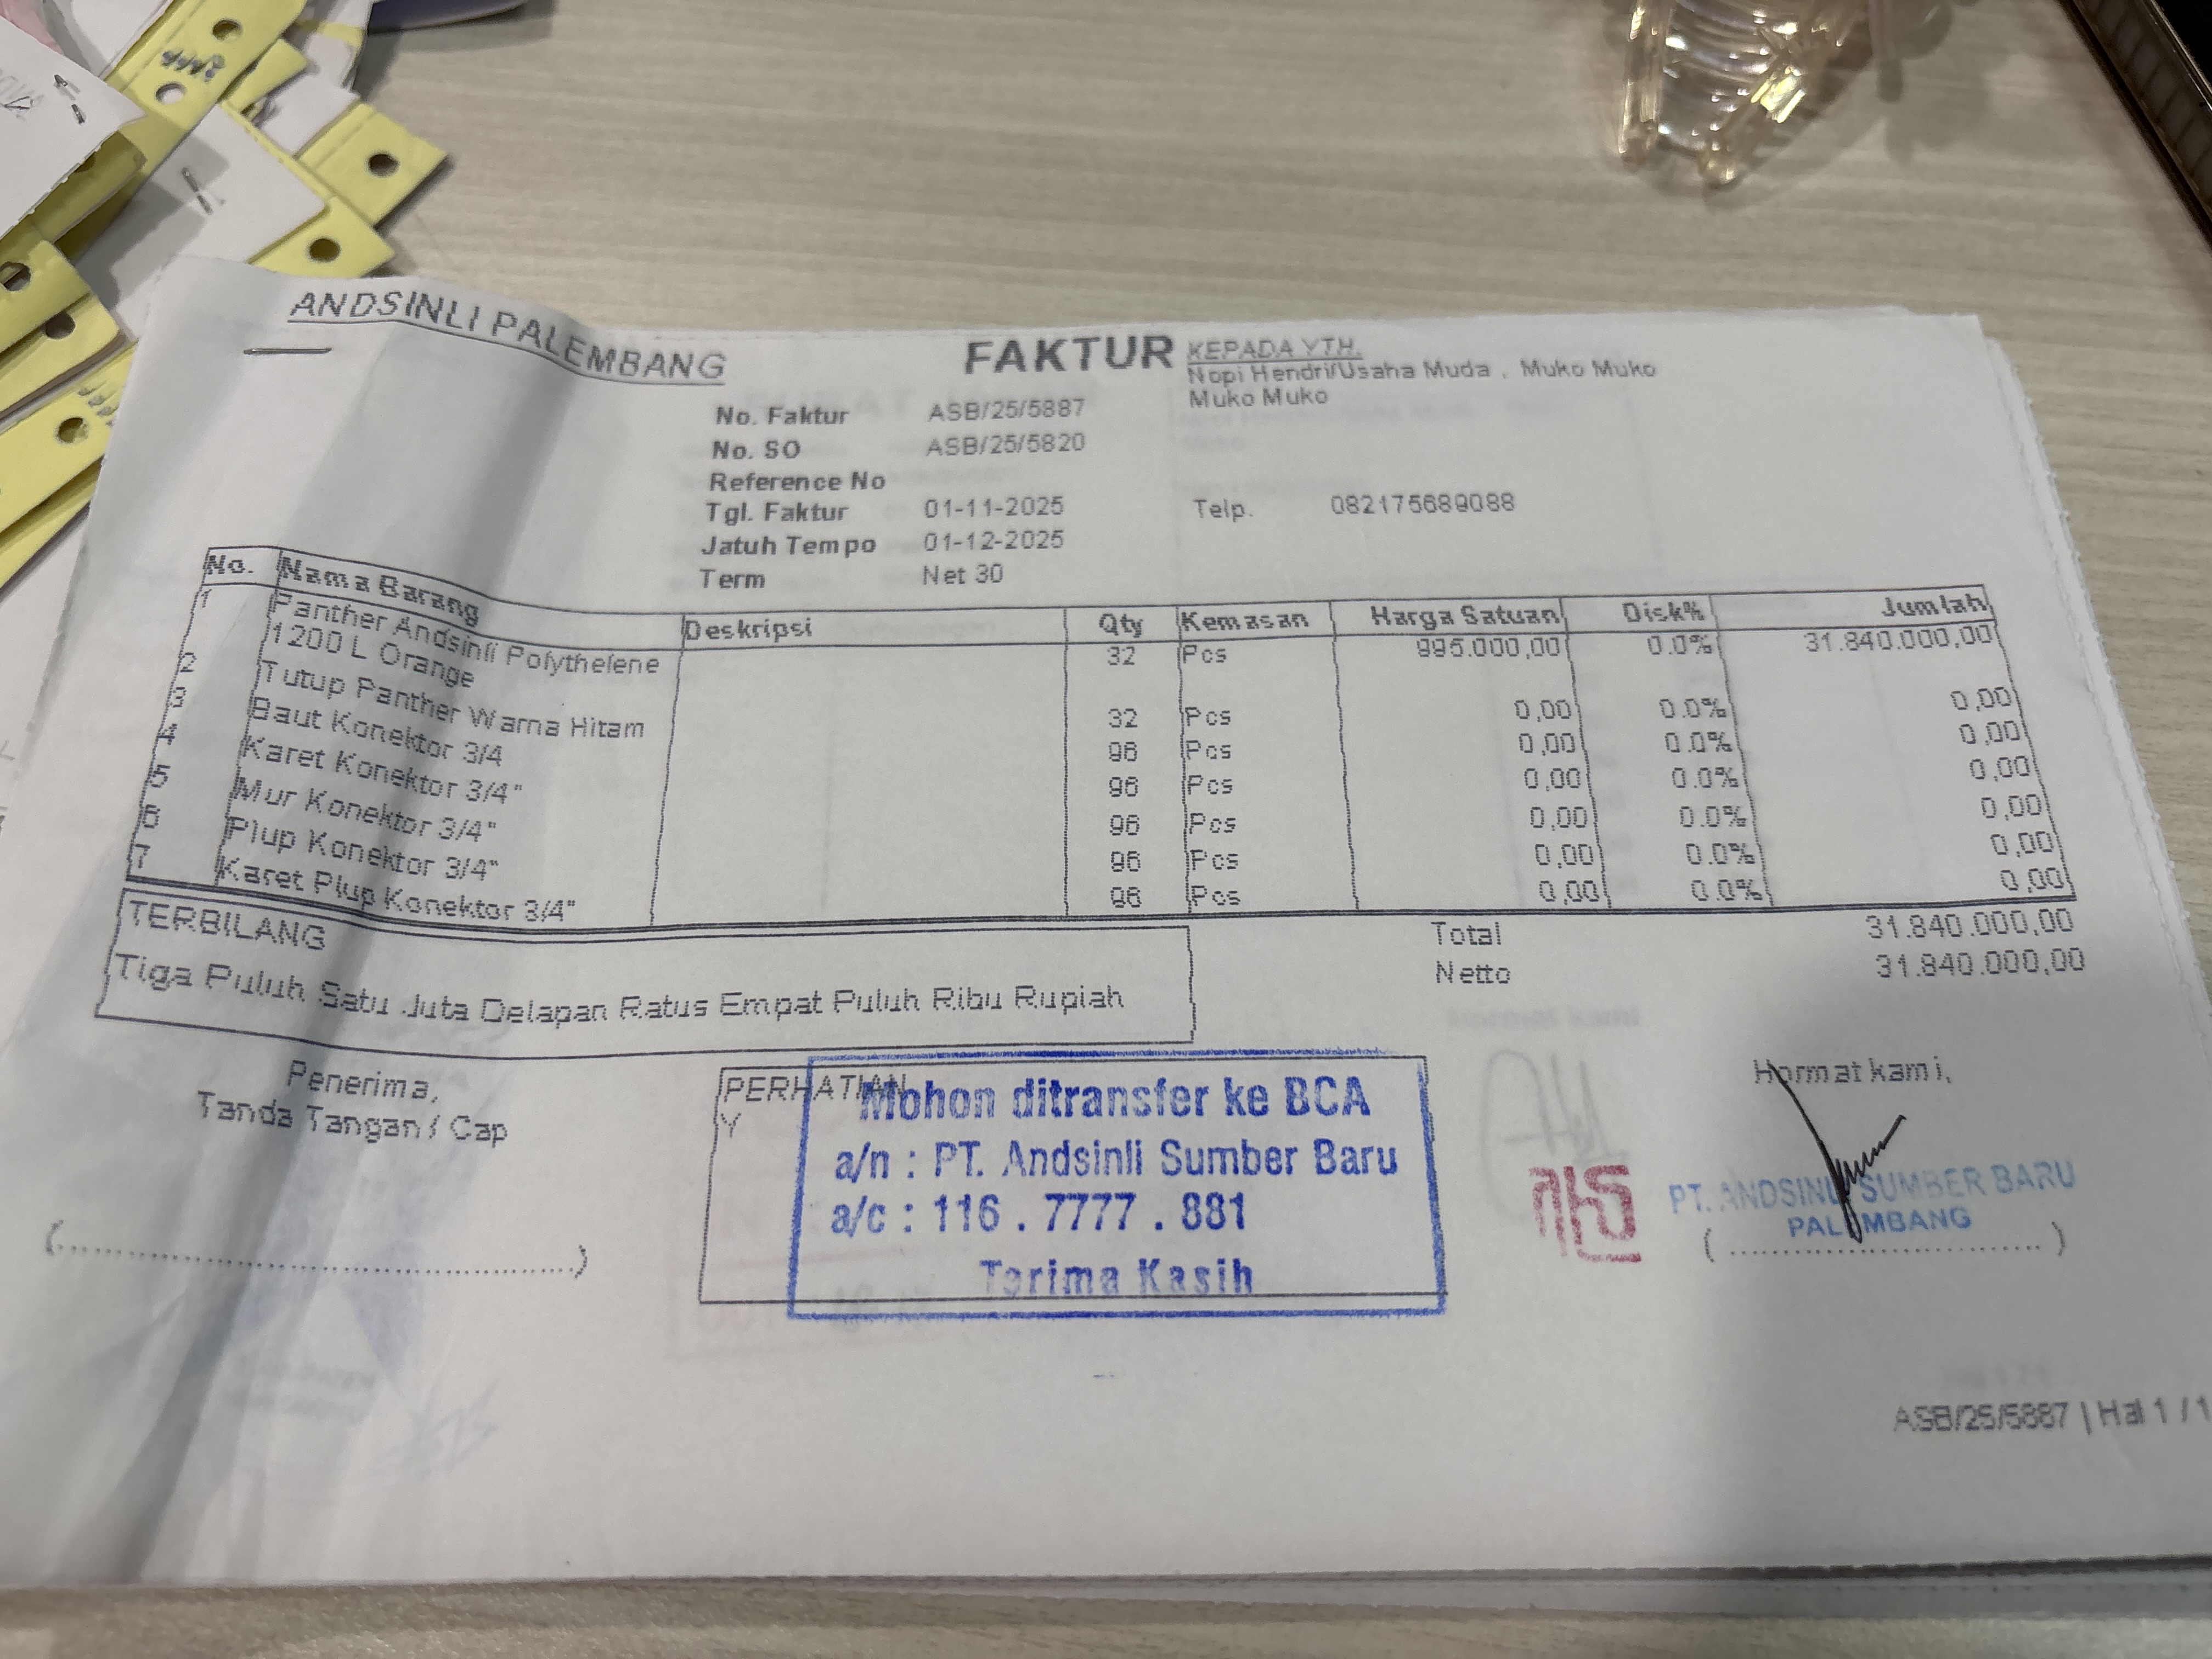 ANDSINLI PALEMBANG
FAKTUR
KEPADA YTH.
Nopi Hendri/Usaha Muda , Muko Muko
Muko Muko
No. Faktur ASB/25/5887
No. SO ASB/25/5820
Reference No
Tgl. Faktur 01-11-2025
Telp. 082175689088
Jatuh Tempo 01-12-2025
Term Net 30
No. Nama Barang Deskripsi Qty Kemasan Harga Satuan Disk% Jumlah
1 Panther Andsinli Polythelene 32 Pcs 995.000,00 0.0% 31.840.000,00
1200 L Orange
2 Tutup Panther Warna Hitam 32 Pcs 0,00 0.0% 0,00
3 Baut Konektor 3/4 96 Pcs 0,00 0.0% 0,00
4 Karet Konektor 3/4" 96 Pcs 0,00 0.0% 0,00
5 Mur Konektor 3/4" 96 Pcs 0,00 0.0% 0,00
6 Plup Konektor 3/4" 96 Pcs 0,00 0.0% 0,00
7 Karet Plup Konektor 3/4" 96 Pcs 0,00 0.0% 0,00
TERBILANG
Tiga Puluh Satu Juta Delapan Ratus Empat Puluh Ribu Rupiah
Total 31.840.000,00
Netto 31.840.000,00
Penerima,
Tanda Tangan / Cap
(..............................)
PERHATIAN
Y
Mohon ditransfer ke BCA
a/n : PT. Andsinli Sumber Baru
a/c : 116 . 7777 . 881
Terima Kasih
Hormat kami,
PT. ANDSINLI SUMBER BARU
PALEMBANG
(..............................)
ASB/25/5887 | Hal 1 / 1